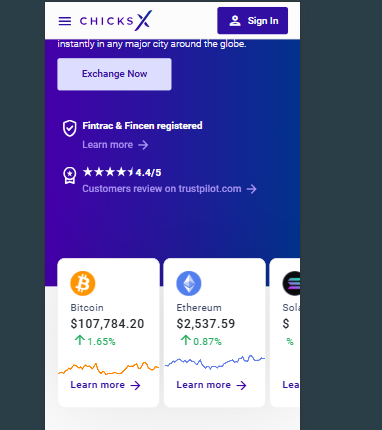 CHICKSX
Sign In
instantly in any major city around the globe.
Exchange Now
Fintrac & Fincen registered
Learn more
4.4/5
Customers review on trustpilot.com
Bitcoin
$107,784.20
1.65%
Learn more
Ethereum
$2,537.59
0.87%
Learn more
Sola
$
%
Lea